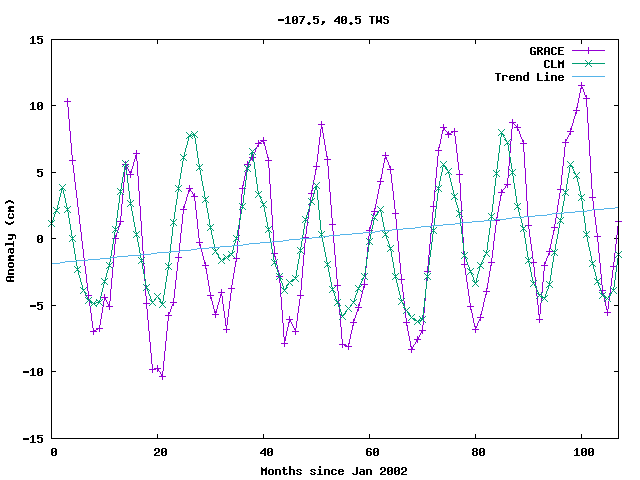 -107.5, 40.5 TWS
15
GRACE
CLM
Trend Line
10
5
0
-5
-10
-15
Anomaly (cm)
0 20 40 60 80 100
Months since Jan 2002